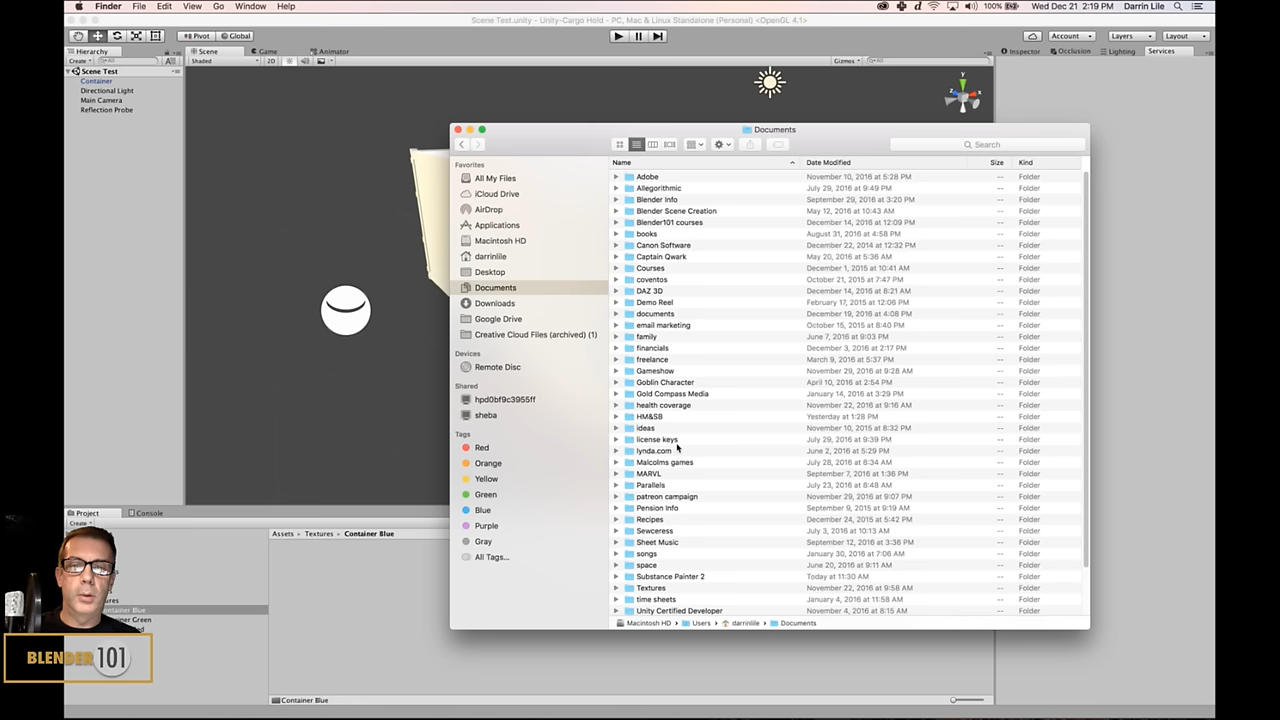 Finder File Edit View Go Window Help
100% Wed Dec 21 2:19 PM Darrin Lile
Scene Test.unity - Unity-Cargo Hold - PC, Mac & Linux Standalone (Personal) <OpenGL 4.1>
Pivot Global
Account Layers Layout
Hierarchy
Scene Game Animator
Inspector Occlusion Lighting Services
Create All
Shaded 2D
Gizmos All
Scene Test
Container
Directional Light
Main Camera
Reflection Probe
y
z
x
Documents
Search
Favorites
All My Files
iCloud Drive
AirDrop
Applications
Macintosh HD
darrinlile
Desktop
Documents
Downloads
Google Drive
Creative Cloud Files (archived) (1)
Devices
Remote Disc
Shared
hpd0bf9c3955ff
sheba
Tags
Red
Orange
Yellow
Green
Blue
Purple
Gray
All Tags...
Name Date Modified Size Kind
Adobe November 10, 2016 at 5:28 PM -- Folder
Allegorithmic July 29, 2016 at 9:49 PM -- Folder
Blender Info September 29, 2016 at 3:20 PM -- Folder
Blender Scene Creation May 12, 2016 at 10:43 AM -- Folder
Blender101 courses December 14, 2016 at 12:09 PM -- Folder
books August 31, 2016 at 4:58 PM -- Folder
Canon Software December 22, 2014 at 12:32 PM -- Folder
Captain Qwark May 20, 2016 at 5:36 AM -- Folder
Courses December 1, 2015 at 10:41 AM -- Folder
coventos October 21, 2015 at 7:47 PM -- Folder
DAZ 3D December 14, 2016 at 8:21 AM -- Folder
Demo Reel February 17, 2015 at 12:06 PM -- Folder
documents December 19, 2016 at 4:08 PM -- Folder
email marketing October 15, 2015 at 8:40 PM -- Folder
family June 7, 2016 at 9:03 PM -- Folder
financials December 3, 2016 at 2:17 PM -- Folder
freelance March 9, 2016 at 5:37 PM -- Folder
Gameshow November 29, 2016 at 9:28 AM -- Folder
Goblin Character April 10, 2016 at 2:54 PM -- Folder
Gold Compass Media January 14, 2016 at 3:29 PM -- Folder
health coverage November 22, 2016 at 9:16 AM -- Folder
HM&SB Yesterday at 1:28 PM -- Folder
ideas November 10, 2015 at 8:32 PM -- Folder
license keys July 29, 2016 at 9:39 PM -- Folder
lynda.com June 2, 2016 at 5:29 PM -- Folder
Malcolms games July 28, 2016 at 8:34 AM -- Folder
MARVL September 7, 2016 at 1:36 PM -- Folder
Parallels July 23, 2016 at 8:48 AM -- Folder
patreon campaign November 29, 2016 at 9:07 PM -- Folder
Pension Info September 9, 2015 at 9:19 AM -- Folder
Recipes December 24, 2015 at 5:42 PM -- Folder
Sewceress July 3, 2016 at 10:13 AM -- Folder
Sheet Music September 12, 2016 at 3:36 PM -- Folder
songs January 30, 2016 at 7:06 AM -- Folder
space June 20, 2016 at 9:11 AM -- Folder
Substance Painter 2 Today at 11:30 AM -- Folder
Textures November 22, 2016 at 9:58 AM -- Folder
time sheets January 4, 2016 at 11:58 AM -- Folder
Unity Certified Developer November 4, 2016 at 8:15 AM -- Folder
Macintosh HD Users darrinlile Documents
Project Console
Create
Assets Textures Container Blue
Container Blue
BLENDER 101